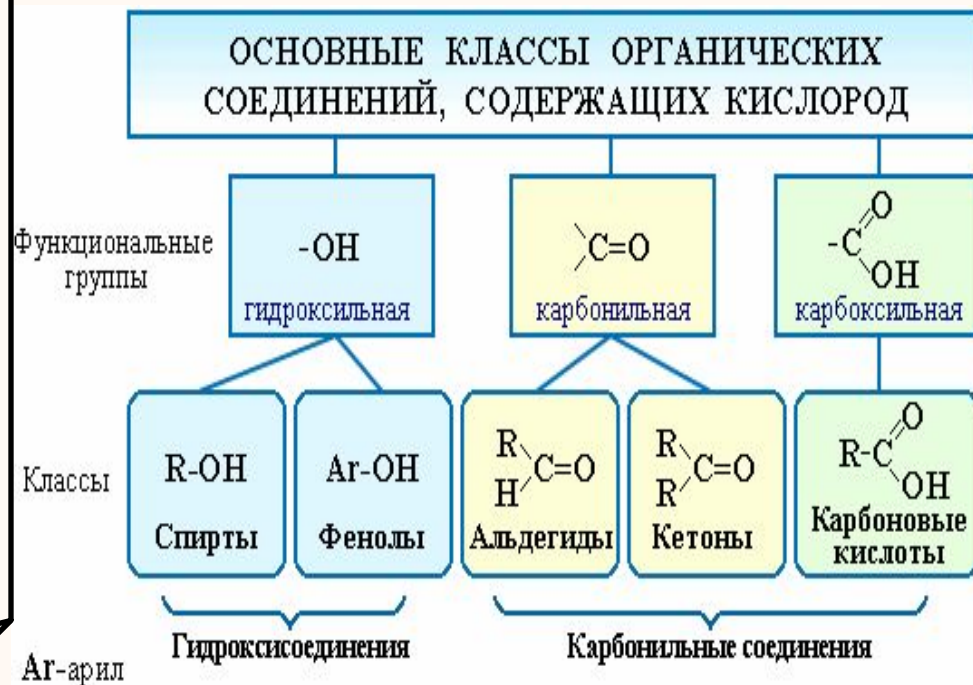 ОСНОВНЫЕ КЛАССЫ ОРГАНИЧЕСКИХ
СОЕДИНЕНИЙ, СОДЕРЖАЩИХ КИСЛОРОД
Функциональные
группы
-OH
гидроксильная
C=O
карбонильная
-C
O
OH
карбоксильная
Классы
R-OH
Спирты
Ar-OH
Фенолы
R
H
C=O
Альдегиды
R
R
C=O
Кетоны
R-C
O
OH
Карбоновые
кислоты
Гидроксисоединения
Карбонильные соединения
Ar-арил